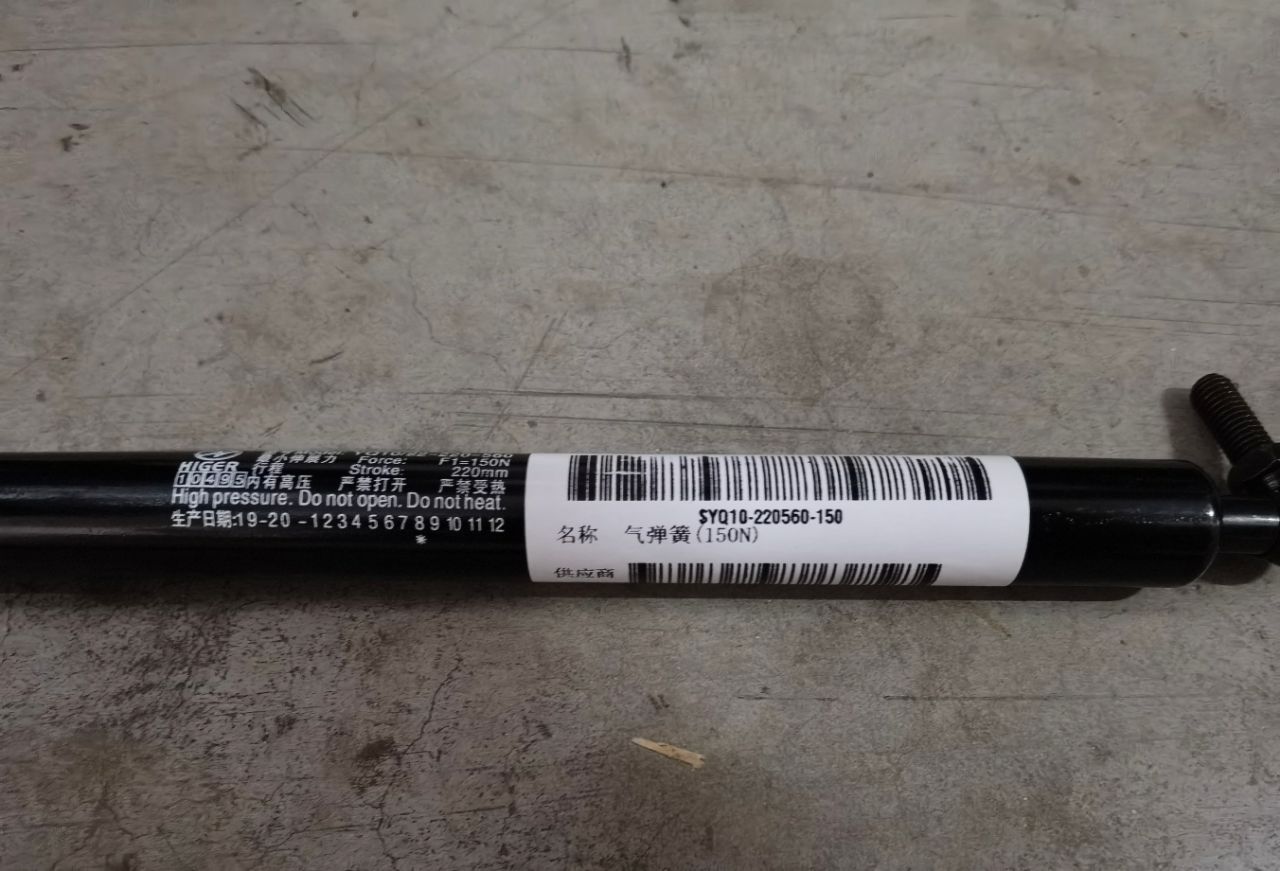 最小伸展力 Force: F1=150N
HIGER 行程 Stroke: 220mm
10495 内有高压 严禁打开 严禁受热
High pressure. Do not open. Do not heat.
生产日期:19-20 -1 2 3 4 5 6 7 8 9 10 11 12
*
SYQ10-220560-150
名称 气弹簧(150N)
供应商